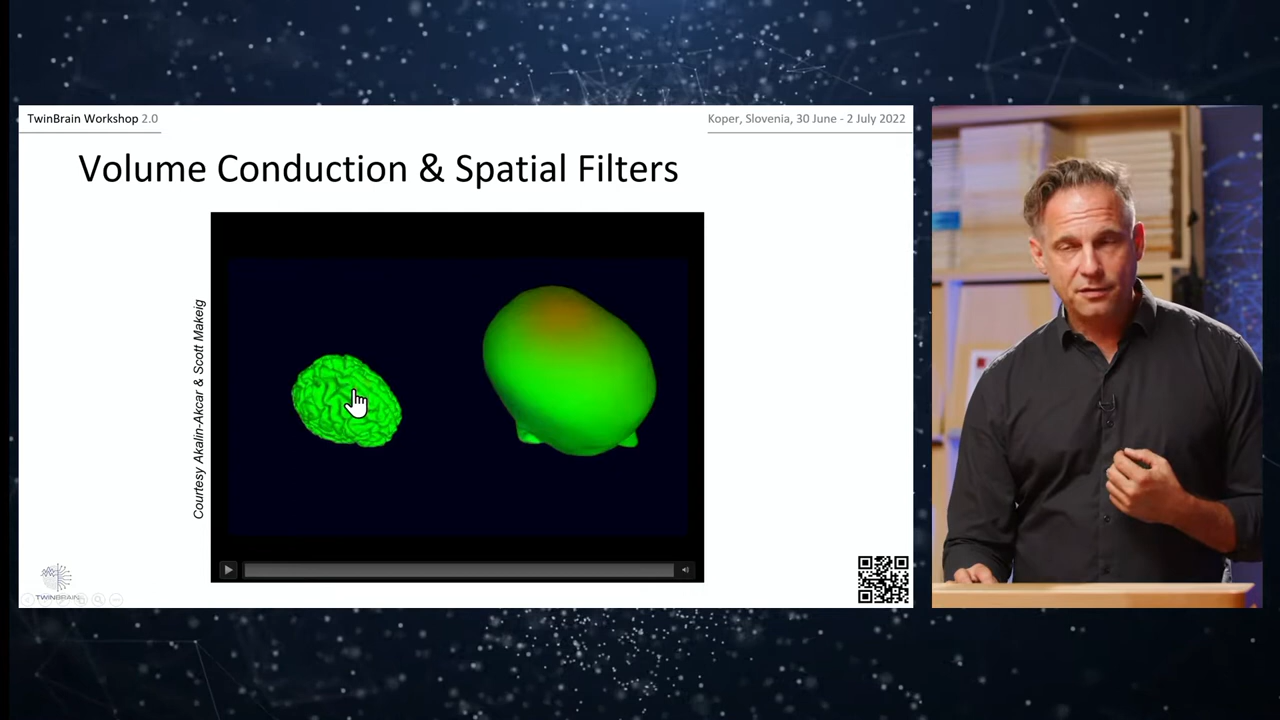 TwinBrain Workshop 2.0
Koper, Slovenia, 30 June - 2 July 2022
Volume Conduction & Spatial Filters
Courtesy Akalin-Akcar & Scott Makeig
TWINBRAIN